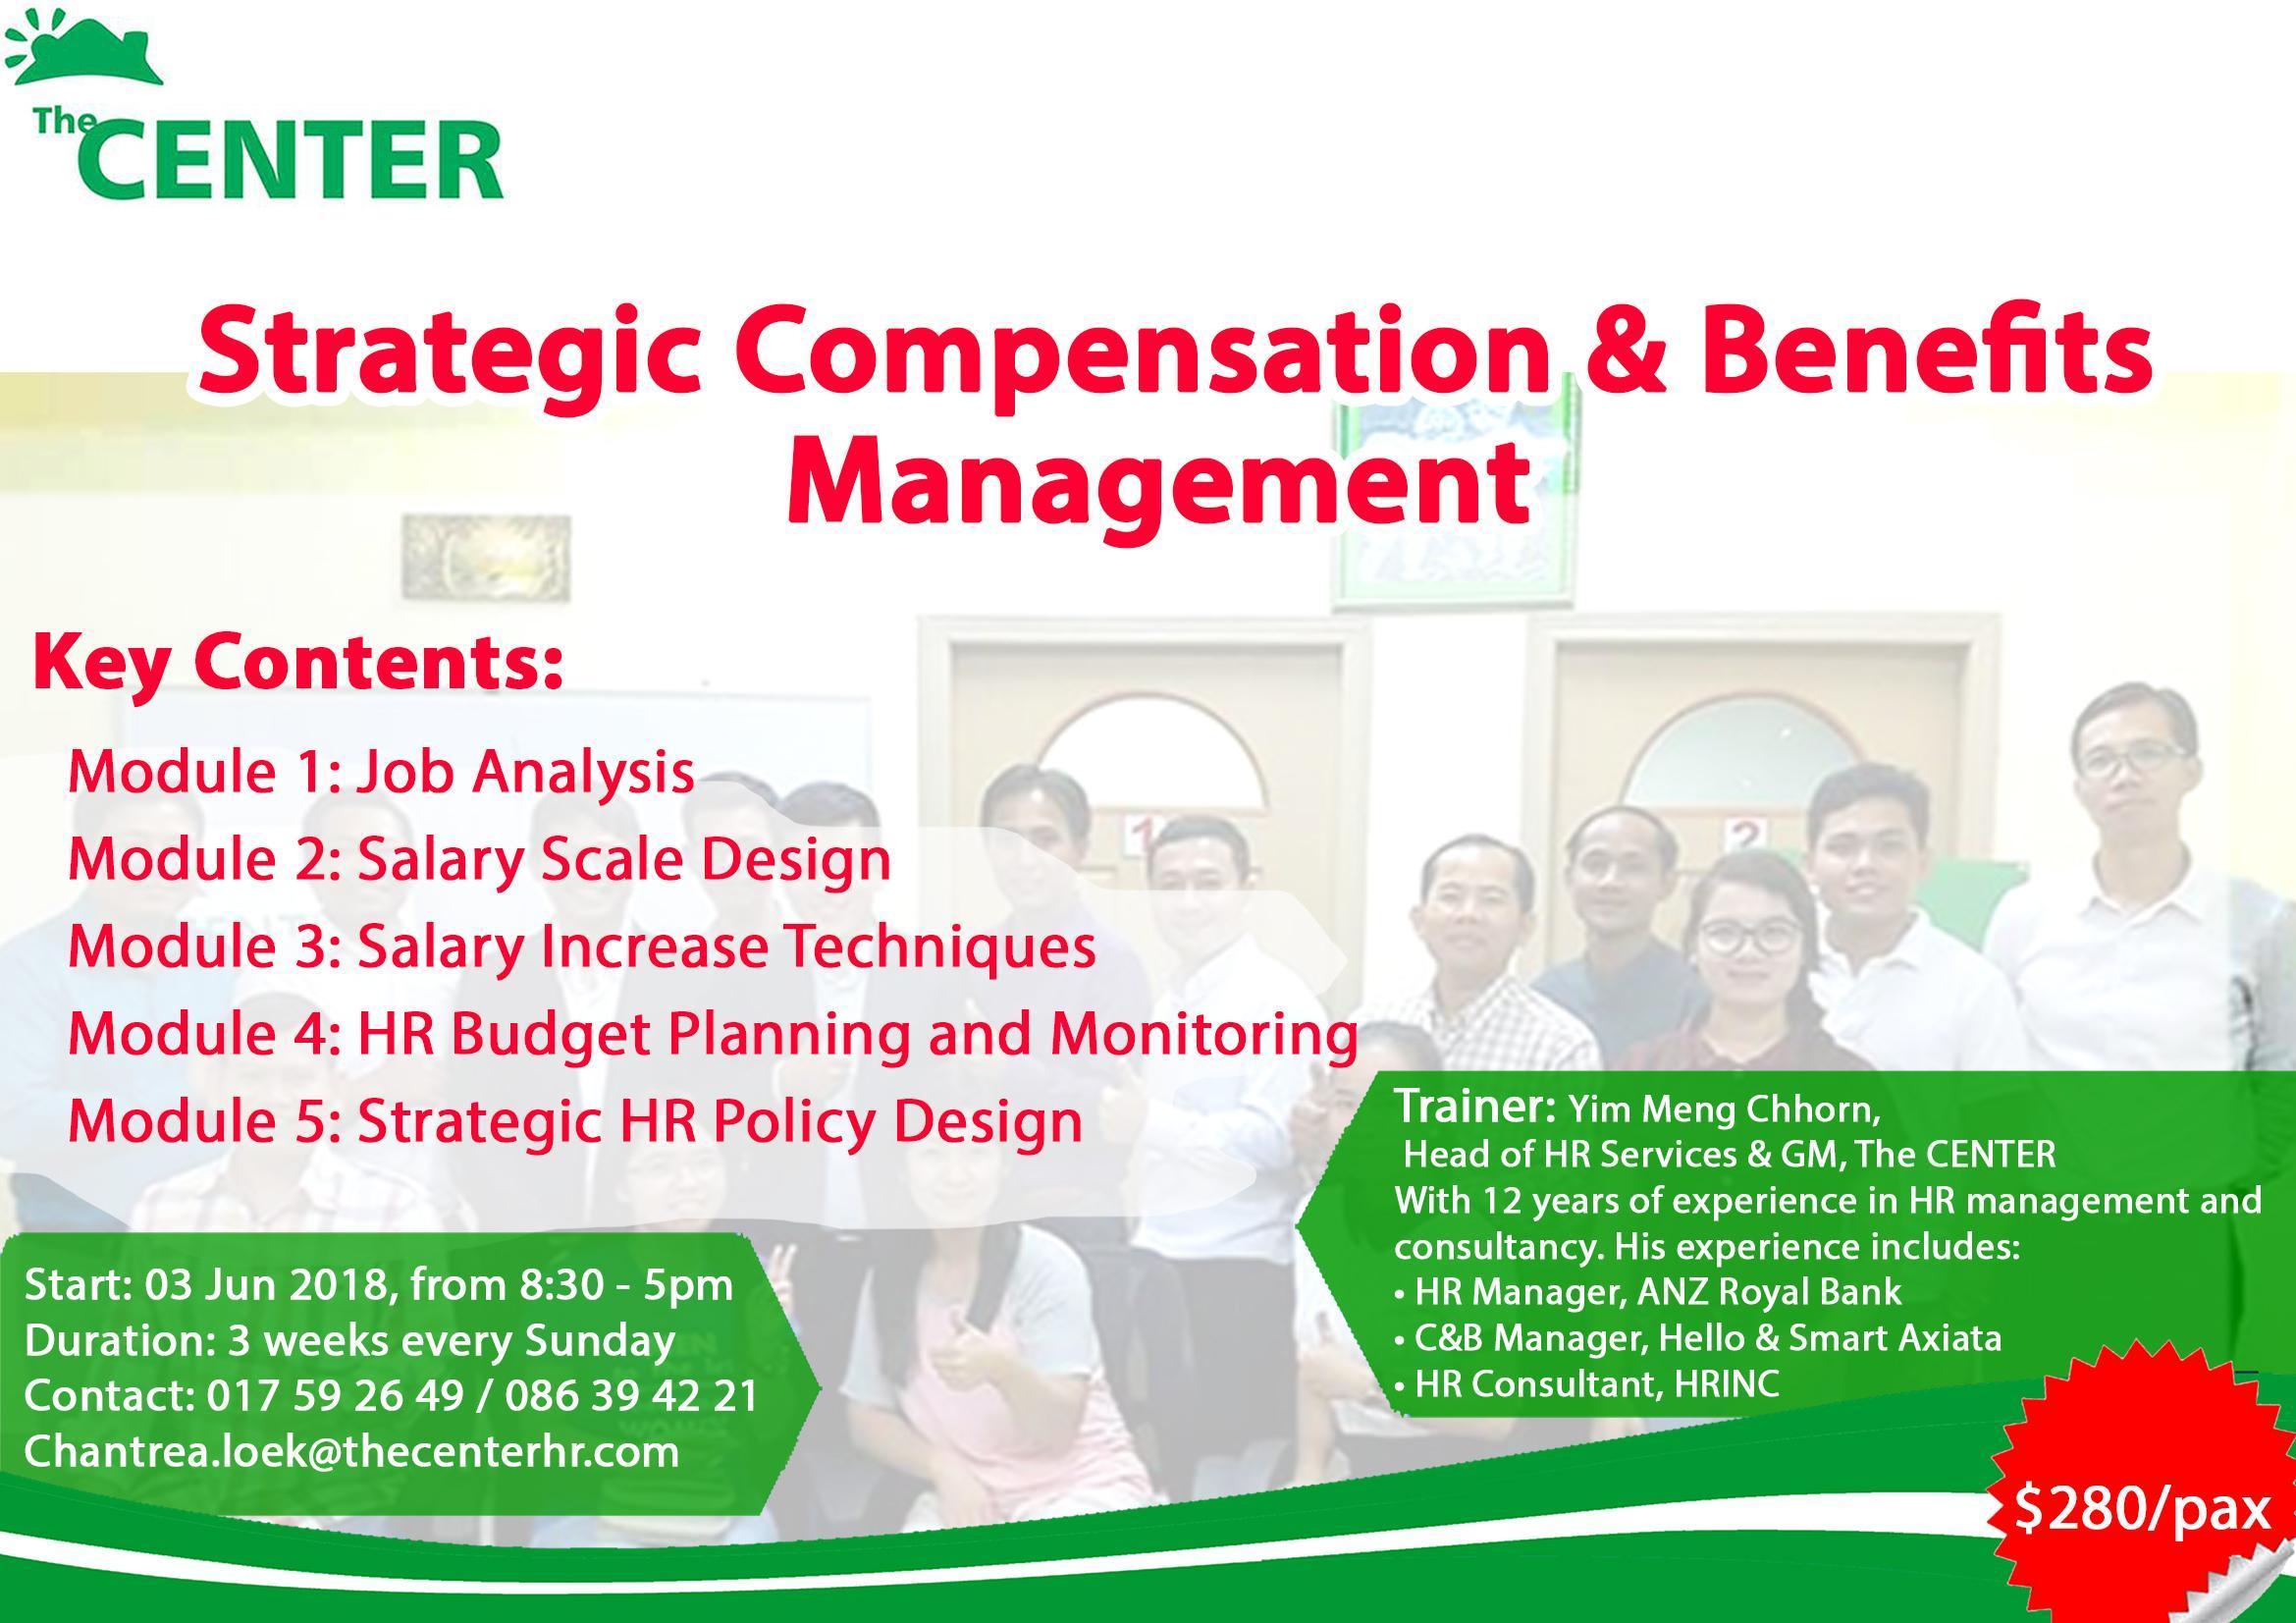 The CENTER
Strategic Compensation & Benefits
Management
Key Contents:
Module 1: Job Analysis
Module 2: Salary Scale Design
Module 3: Salary Increase Techniques
Module 4: HR Budget Planning and Monitoring
Module 5: Strategic HR Policy Design
1
2
Start: 03 Jun 2018, from 8:30 - 5pm
Duration: 3 weeks every Sunday
Contact: 017 59 26 49 / 086 39 42 21
Chantrea.loek@thecenterhr.com
Trainer: Yim Meng Chhorn,
Head of HR Services & GM, The CENTER
With 12 years of experience in HR management and
consultancy. His experience includes:
• HR Manager, ANZ Royal Bank
• C&B Manager, Hello & Smart Axiata
• HR Consultant, HRINC
$280/pax